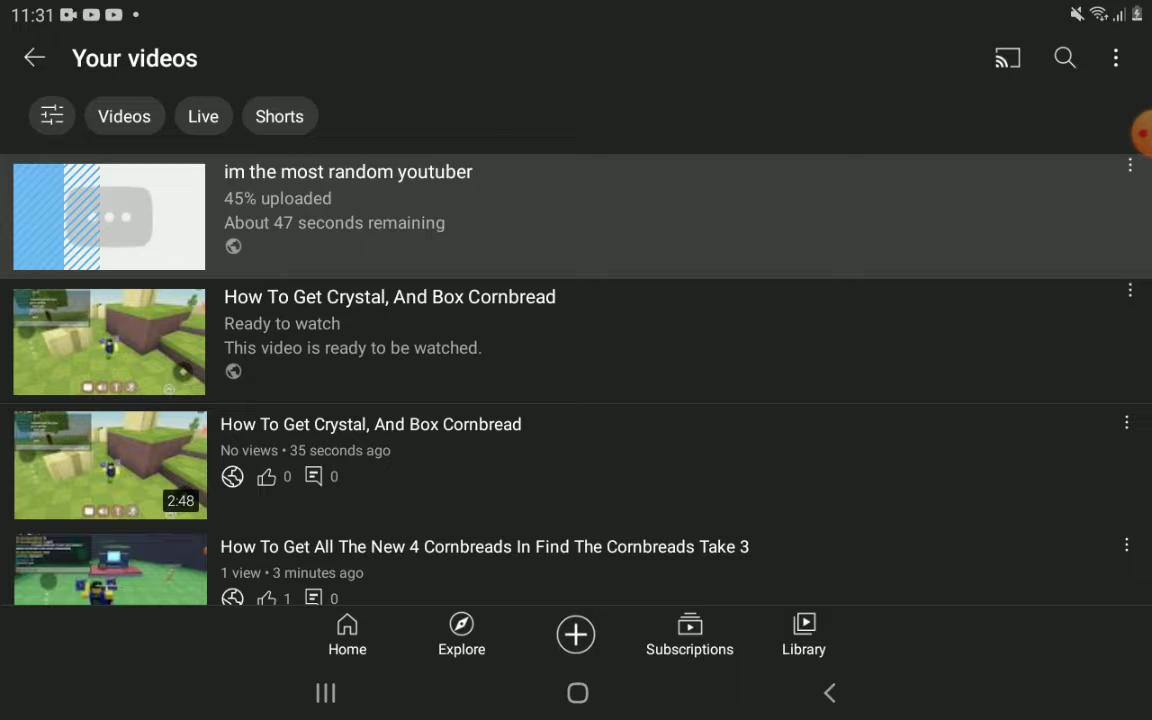 11:31
Your videos
Videos
Live
Shorts
im the most random youtuber
45% uploaded
About 47 seconds remaining
How To Get Crystal, And Box Cornbread
Ready to watch
This video is ready to be watched.
How To Get Crystal, And Box Cornbread
No views • 35 seconds ago
0
0
2:48
How To Get All The New 4 Cornbreads In Find The Cornbreads Take 3
1 view • 3 minutes ago
1
0
Home
Explore
Subscriptions
Library